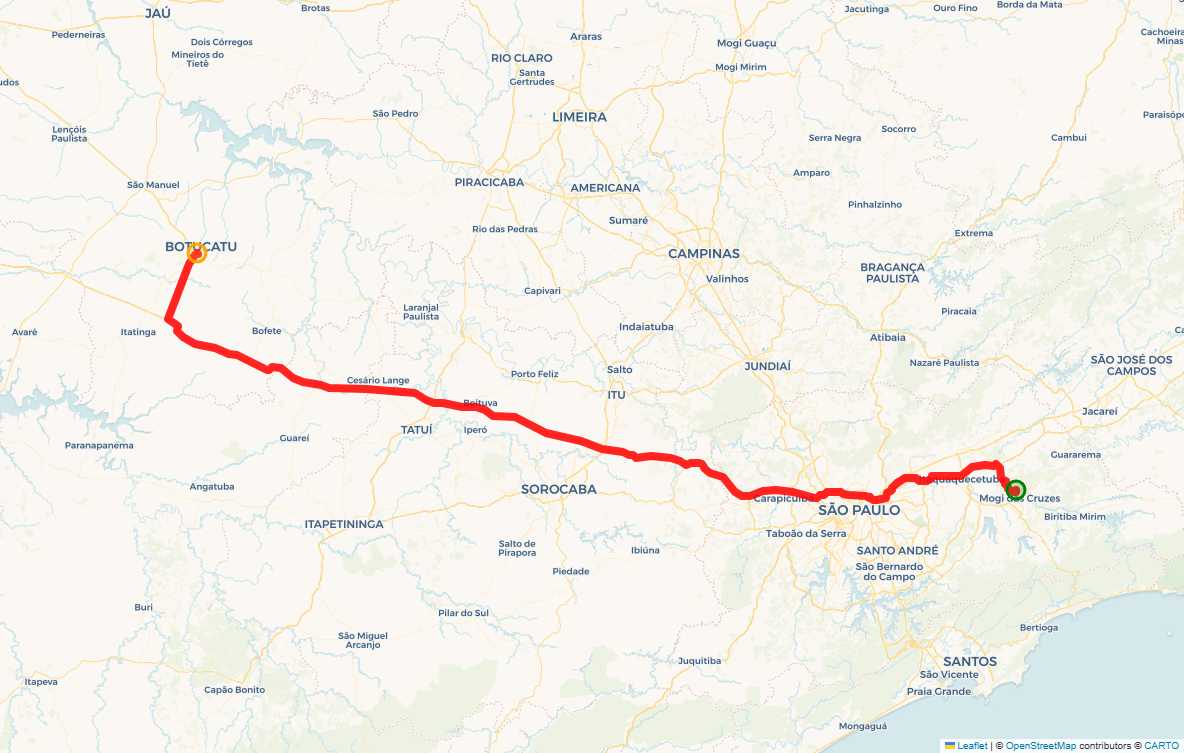 JAÚ
Brotas
Jacutinga
Ouro Fino
Borda da Mata
Pederneiras
Dois Córregos
Araras
Mogi Guaçu
Cachoeira
Minas
Mineiros do
Tietê
RIO CLARO
Santa
Gertrudes
Mogi Mirim
udos
São Pedro
LIMEIRA
Paraisóp
Lençóis
Paulista
Serra Negra
Socorro
Cambui
São Manuel
PIRACICABA
AMERICANA
Amparo
Pinhalzinho
Rio das Pedras
Sumaré
Extrema
BOTUCATU
CAMPINAS
Valinhos
BRAGANÇA
PAULISTA
Capivari
Laranjal
Paulista
Piracaia
Avaré
Itatinga
Bofete
Indaiatuba
Atibaia
Ca
Nazaré Paulista
SÃO JOSÉ DOS
CAMPOS
Cesário Lange
Porto Feliz
Salto
JUNDIAÍ
ITU
Boituva
Jacareí
TATUÍ
Iperó
Paranapanema
Guareí
Guararema
Angatuba
SOROCABA
Carapicuíba
Itaquaquecetuba
Mogi das Cruzes
SÃO PAULO
Biritiba Mirim
ITAPETININGA
Taboão da Serra
Salto de
Pirapora
Ibiúna
SANTO ANDRÉ
São Bernardo
do Campo
Piedade
Buri
Pilar do Sul
Bertioga
São Miguel
Arcanjo
Juquitiba
SANTOS
São Vicente
Itapeva
Capão Bonito
Praia Grande
Mongaguá
Leaflet | © OpenStreetMap contributors © CARTO